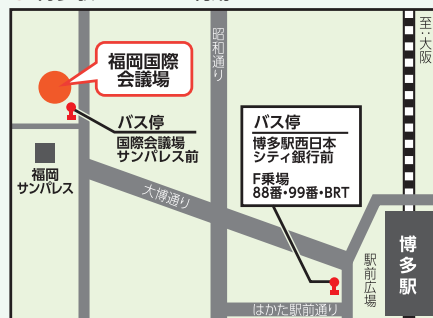 福岡国際
会議場
昭和通り
至:大阪
バス停
国際会議場
サンパレス前
福岡
サンパレス
バス停
博多駅西日本
シティ銀行前
F乗場
88番・99番・BRT
大博通り
博多駅
駅前広場
はかた駅前通り